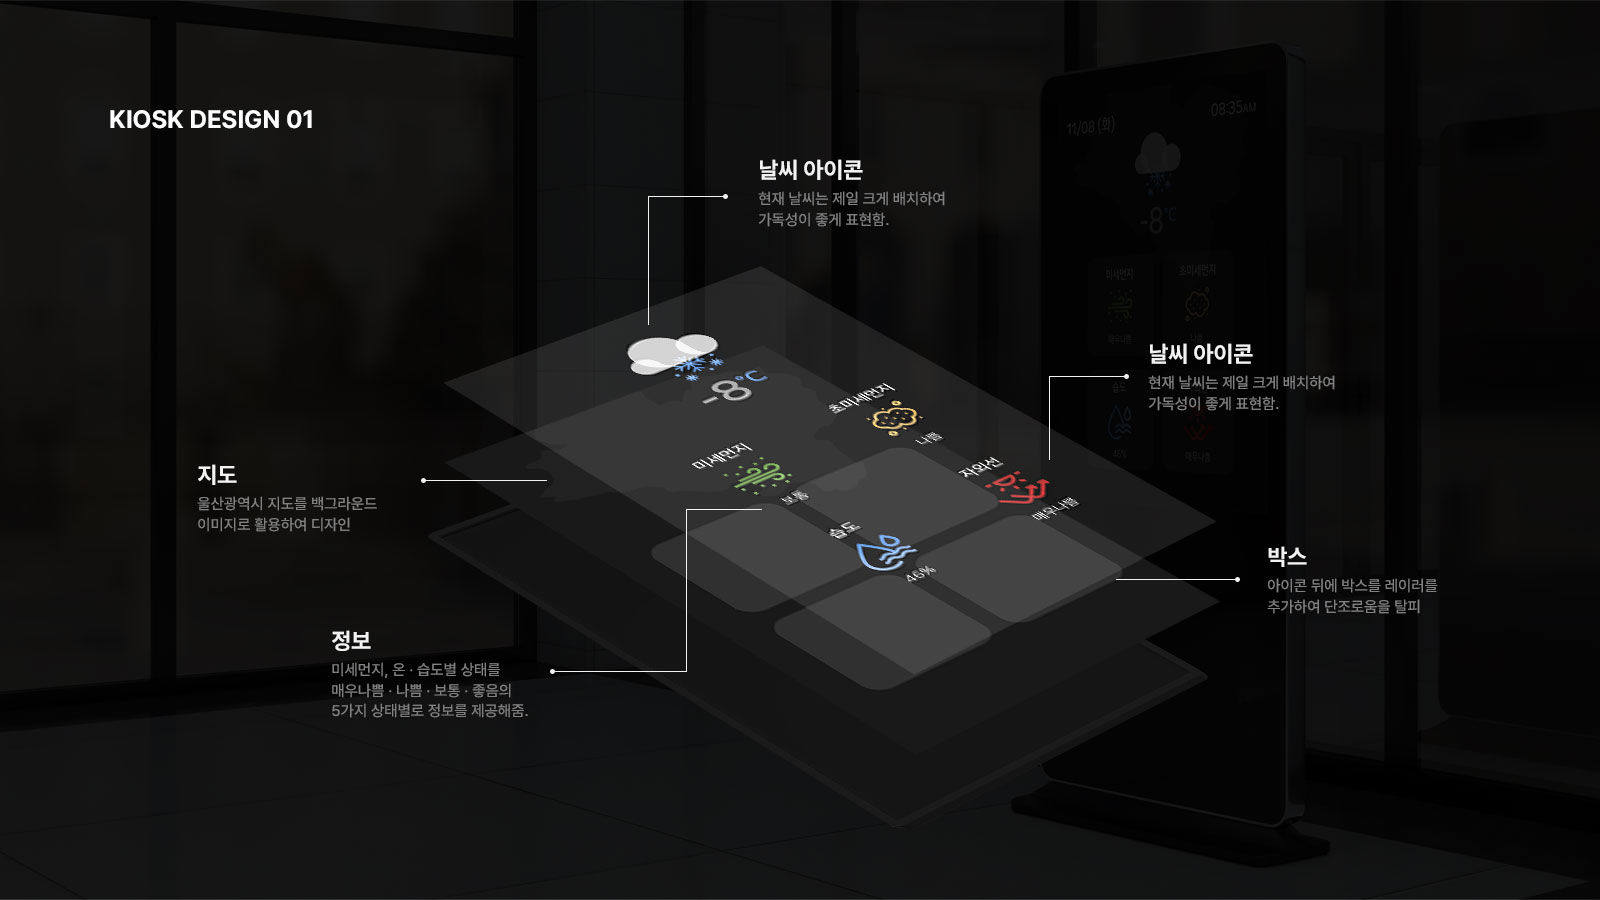 KIOSK DESIGN 01
11/08 (화)
08:35AM
날씨 아이콘
현재 날씨는 제일 크게 배치하여
가독성이 좋게 표현함.
-8°C
미세먼지
초미세먼지
매우나쁨
습도
46%
매우나쁨
날씨 아이콘
현재 날씨는 제일 크게 배치하여
가독성이 좋게 표현함.
-8°C
초미세먼지
나쁨
미세먼지
보통
자외선
매우나쁨
습도
46%
지도
울산광역시 지도를 백그라운드
이미지로 활용하여 디자인
박스
아이콘 뒤에 박스를 레이러를
추가하여 단조로움을 탈피
정보
미세먼지, 온 · 습도별 상태를
매우나쁨 · 나쁨 · 보통 · 좋음의
5가지 상태별로 정보를 제공해줌.